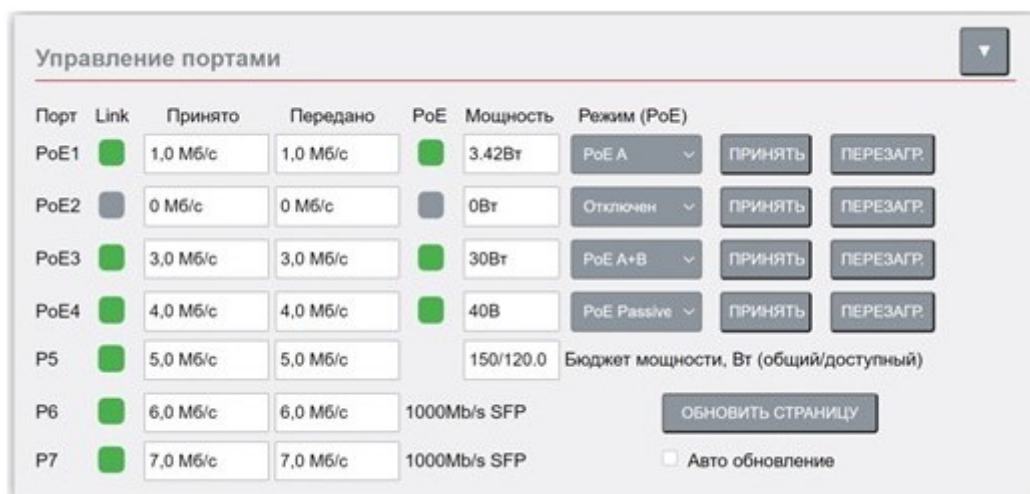 Управление портами ▼
Порт Link Принято Передано PoE Мощность Режим (PoE)
PoE1 1,0 Мб/с 1,0 Мб/с 3.42Вт PoE A ПРИНЯТЬ ПЕРЕЗАГР.
PoE2 0 Мб/с 0 Мб/с 0Вт Отключен ПРИНЯТЬ ПЕРЕЗАГР.
PoE3 3,0 Мб/с 3,0 Мб/с 30Вт PoE A+B ПРИНЯТЬ ПЕРЕЗАГР.
PoE4 4,0 Мб/с 4,0 Мб/с 40В PoE Passive ПРИНЯТЬ ПЕРЕЗАГР.
P5 5,0 Мб/с 5,0 Мб/с 150/120.0 Бюджет мощности, Вт (общий/доступный)
P6 6,0 Мб/с 6,0 Мб/с 1000Mb/s SFP ОБНОВИТЬ СТРАНИЦУ
P7 7,0 Мб/с 7,0 Мб/с 1000Mb/s SFP Авто обновление